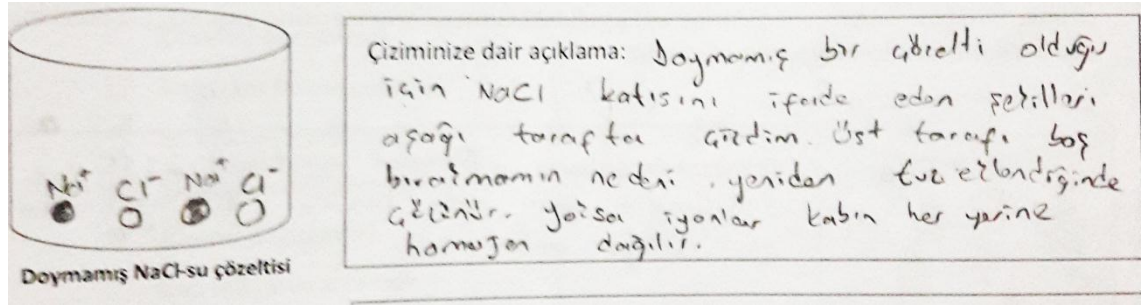 Na⁺ Cl⁻ Na⁺ Cl⁻
Doymamış NaCl-su çözeltisi
Çiziminize dair açıklama: Doymamış bir çözelti olduğu
için NaCl katısını ifade eden şekilleri
aşağı tarafta çizdim. Üst tarafı boş
bırakmamın nedeni, yeniden tuz eklendiğinde
çözünür. Yoksa iyonlar kabın her yerine
homojen dağılır.